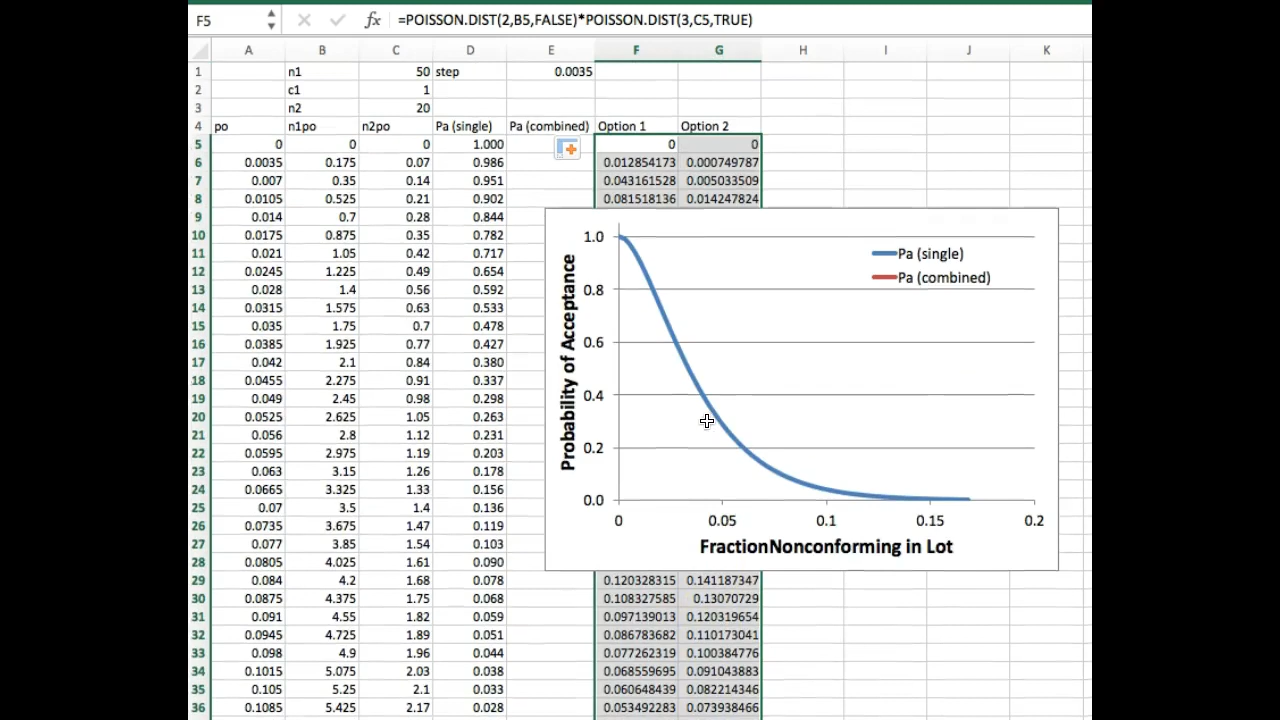 F5 fx =POISSON.DIST(2,B5,FALSE)*POISSON.DIST(3,C5,TRUE)
A B C D E F G H I J K
1 n1 50 step 0.0035
2 c1 1
3 n2 20
4 po n1po n2po Pa (single) Pa (combined) Option 1 Option 2
5 0 0 0 1.000 0 0
6 0.0035 0.175 0.07 0.986 0.012854173 0.000749787
7 0.007 0.35 0.14 0.951 0.043161528 0.005033509
8 0.0105 0.525 0.21 0.902 0.081518136 0.014247824
9 0.014 0.7 0.28 0.844
10 0.0175 0.875 0.35 0.782
11 0.021 1.05 0.42 0.717
12 0.0245 1.225 0.49 0.654
13 0.028 1.4 0.56 0.592
14 0.0315 1.575 0.63 0.533
15 0.035 1.75 0.7 0.478
16 0.0385 1.925 0.77 0.427
17 0.042 2.1 0.84 0.380
18 0.0455 2.275 0.91 0.337
19 0.049 2.45 0.98 0.298
20 0.0525 2.625 1.05 0.263
21 0.056 2.8 1.12 0.231
22 0.0595 2.975 1.19 0.203
23 0.063 3.15 1.26 0.178
24 0.0665 3.325 1.33 0.156
25 0.07 3.5 1.4 0.136
26 0.0735 3.675 1.47 0.119
27 0.077 3.85 1.54 0.103
28 0.0805 4.025 1.61 0.090
29 0.084 4.2 1.68 0.078 0.120328315 0.141187347
30 0.0875 4.375 1.75 0.068 0.108327585 0.13070729
31 0.091 4.55 1.82 0.059 0.097139013 0.120319654
32 0.0945 4.725 1.89 0.051 0.086783682 0.110173041
33 0.098 4.9 1.96 0.044 0.077262319 0.100384776
34 0.1015 5.075 2.03 0.038 0.068559695 0.091043883
35 0.105 5.25 2.1 0.033 0.060648439 0.082214346
36 0.1085 5.425 2.17 0.028 0.053492283 0.073938466
Probability of Acceptance
1.0
0.8
0.6
0.4
0.2
0.0
Pa (single)
Pa (combined)
0 0.05 0.1 0.15 0.2
FractionNonconforming in Lot